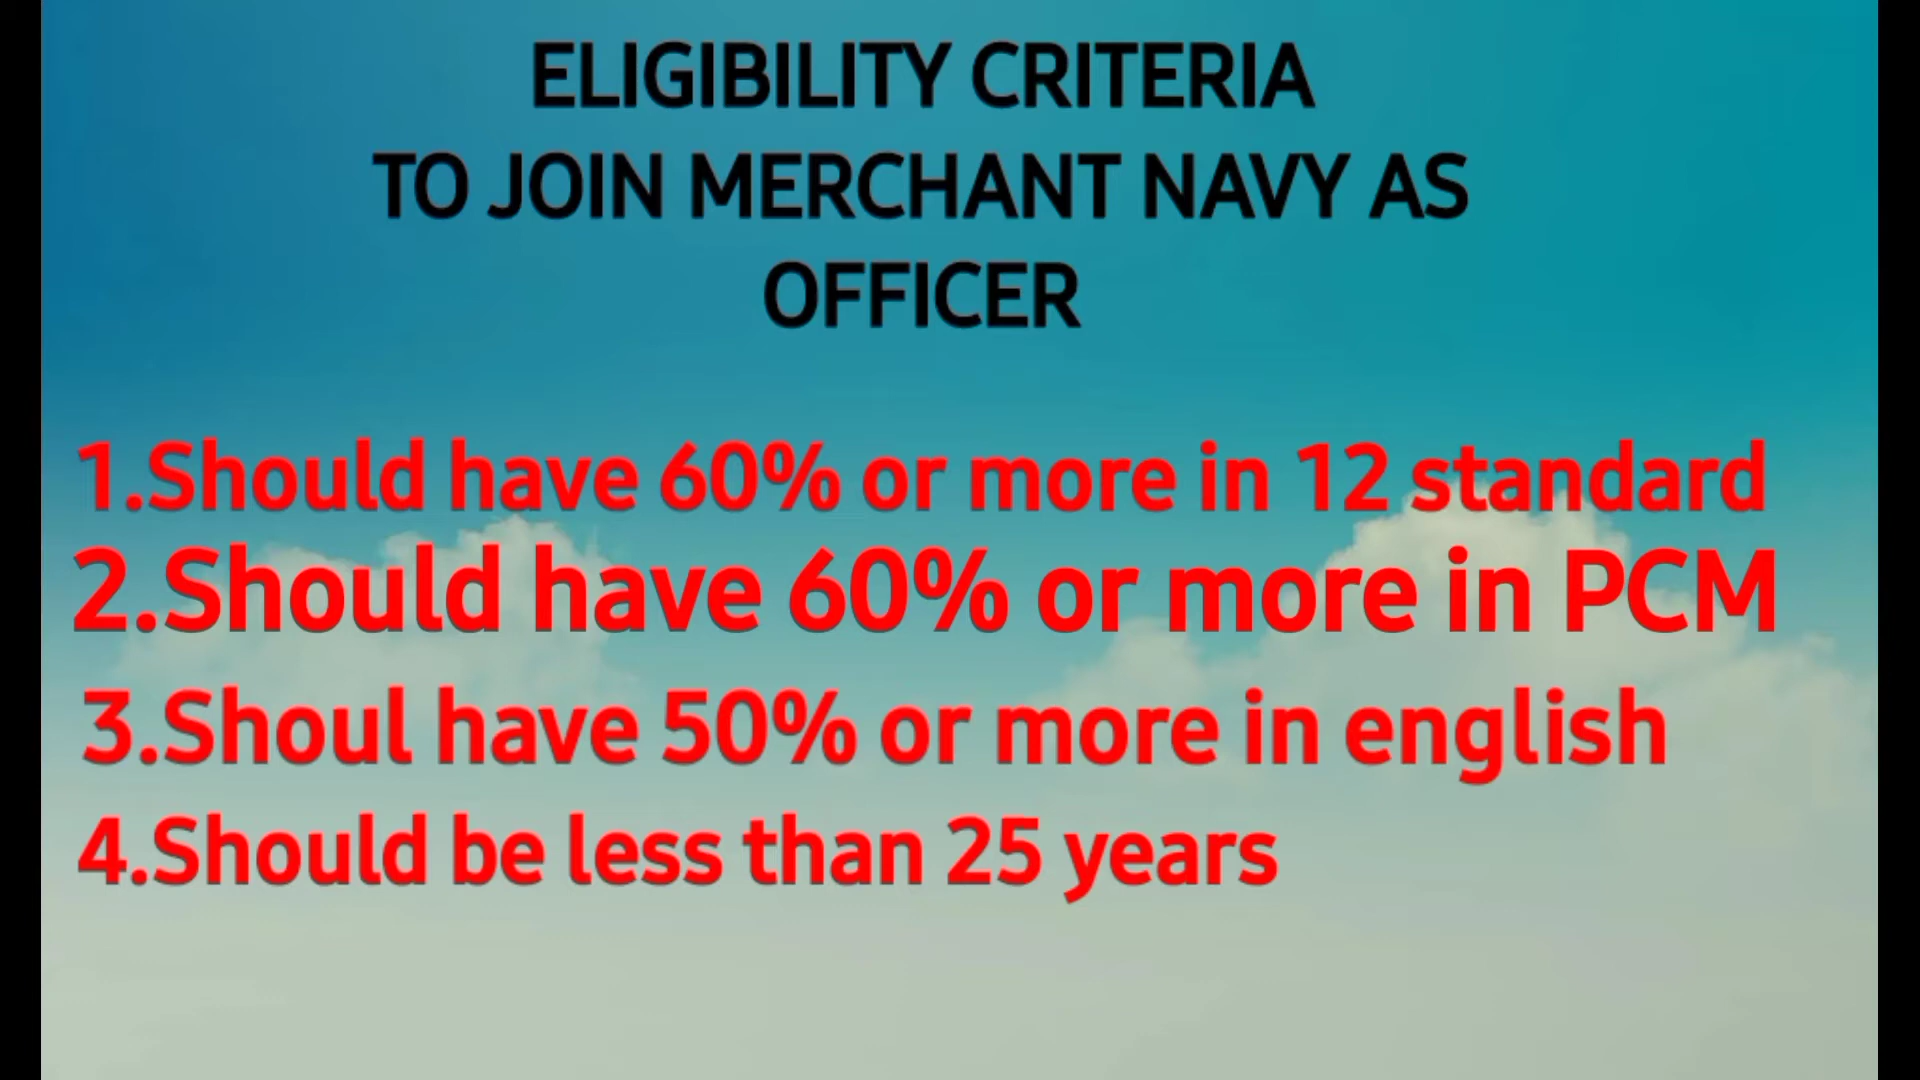 ELIGIBILITY CRITERIA
TO JOIN MERCHANT NAVY AS
OFFICER
1.Should have 60% or more in 12 standard
2.Should have 60% or more in PCM
3.Shoul have 50% or more in english
4.Should be less than 25 years